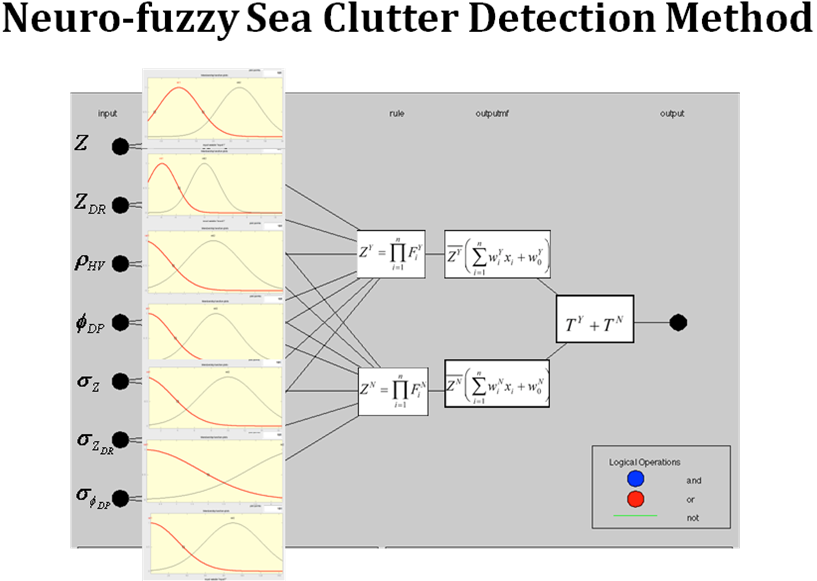 Neuro-fuzzy Sea Clutter Detection Method
input
rule
outputmf
output
Z
Z_DR
ρ_HV
ϕ_DP
σ_Z
σ_Z_DR
σ_ϕ_DP
Z^Y = ∏_{i=1}^{n} F_i^Y
\overline{Z^Y}(∑_{i=1}^{n} w_i^Y x_i + w_0^Y)
T^Y + T^N
Z^N = ∏_{i=1}^{n} F_i^N
\overline{Z^N}(∑_{i=1}^{n} w_i^N x_i + w_0^N)
Logical Operations
and
or
not